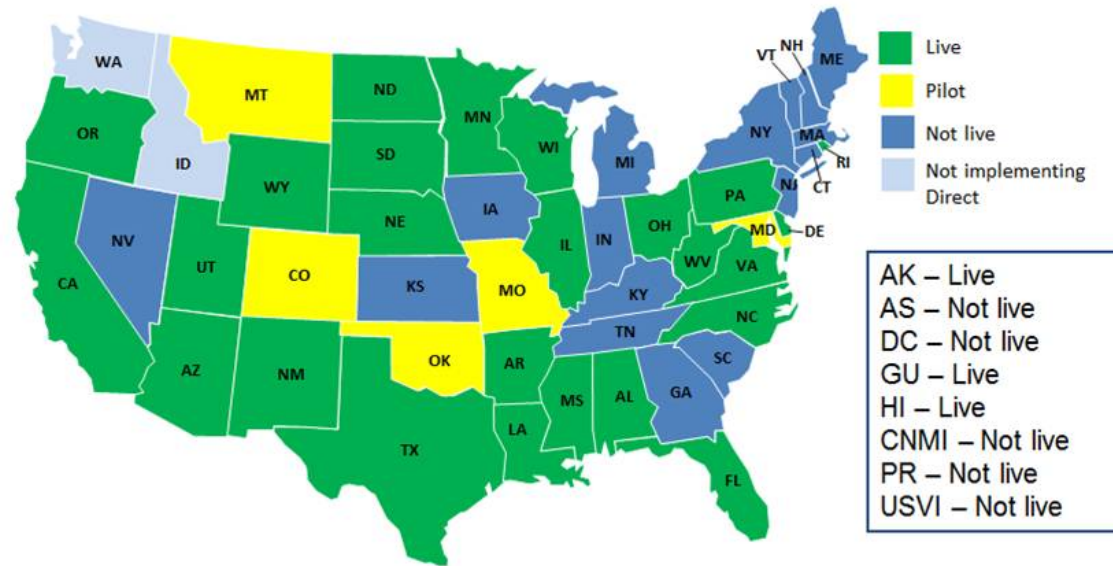 WA
MT
ND
MN
VT
NH
ME
OR
ID
SD
WI
NY
MA
RI
CT
MI
WY
IA
PA
NJ
NE
NV
UT
CO
IL
IN
OH
MD
DE
WV
VA
CA
KS
MO
KY
NC
TN
AZ
NM
OK
AR
SC
MS
AL
GA
LA
TX
FL
Live
Pilot
Not live
Not implementing
Direct
AK – Live
AS – Not live
DC – Not live
GU – Live
HI – Live
CNMI – Not live
PR – Not live
USVI – Not live